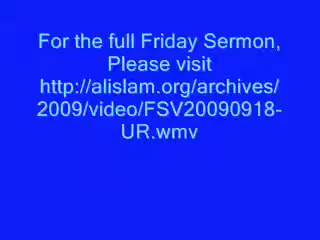 For the full Friday Sermon,
Please visit
http://alislam.org/archives/
2009/video/FSV20090918-
UR.wmv